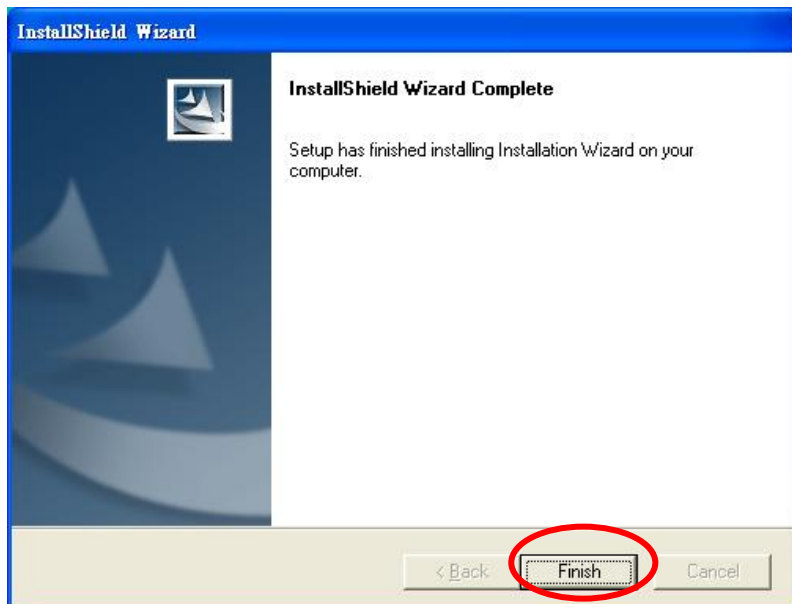 InstallShield Wizard
InstallShield Wizard Complete
Setup has finished installing Installation Wizard on your
computer.
< Back
Finish
Cancel